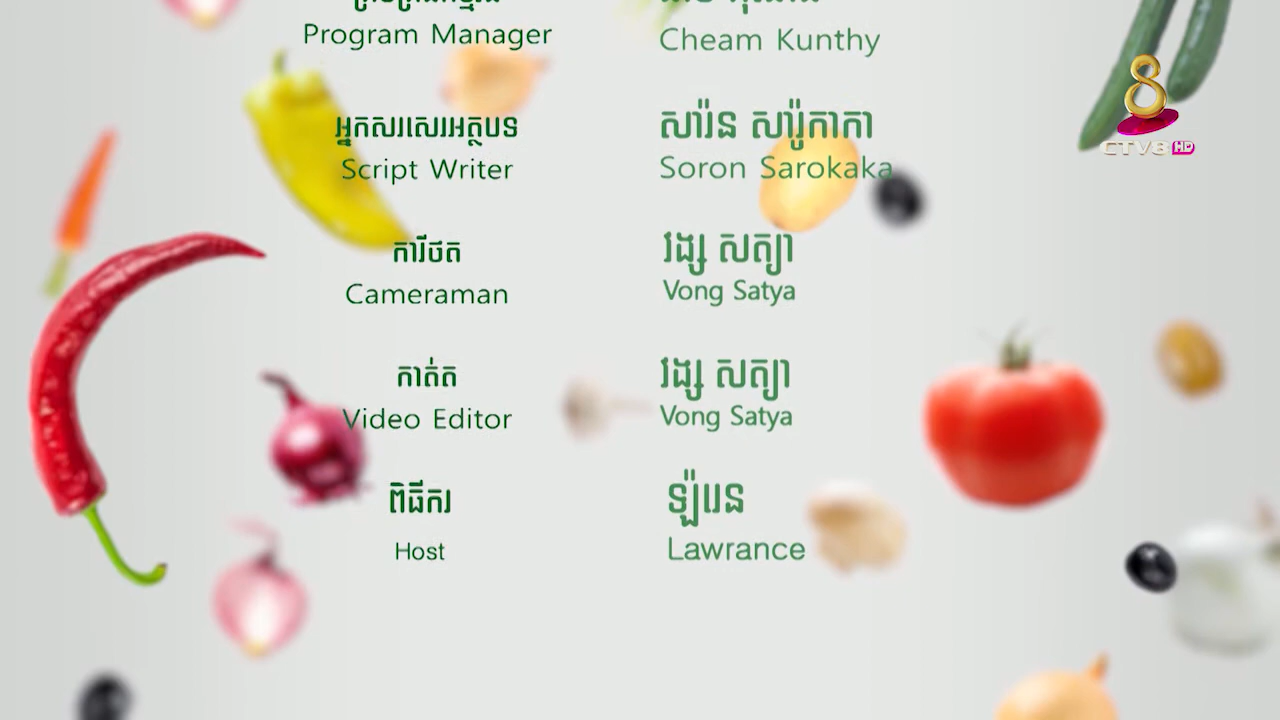 Program Manager
Cheam Kunthy
អ្នកសរសេរអត្ថបទ
សារ៉ន សារ៉ូកាកា
Script Writer
Soron Sarokaka
ការីថត
វង្ស សត្យា
Cameraman
Vong Satya
កាត់ត
វង្ស សត្យា
Video Editor
Vong Satya
ពិធីករ
ឡ៉រេន
Host
Lawrance
8
CTV8 HD